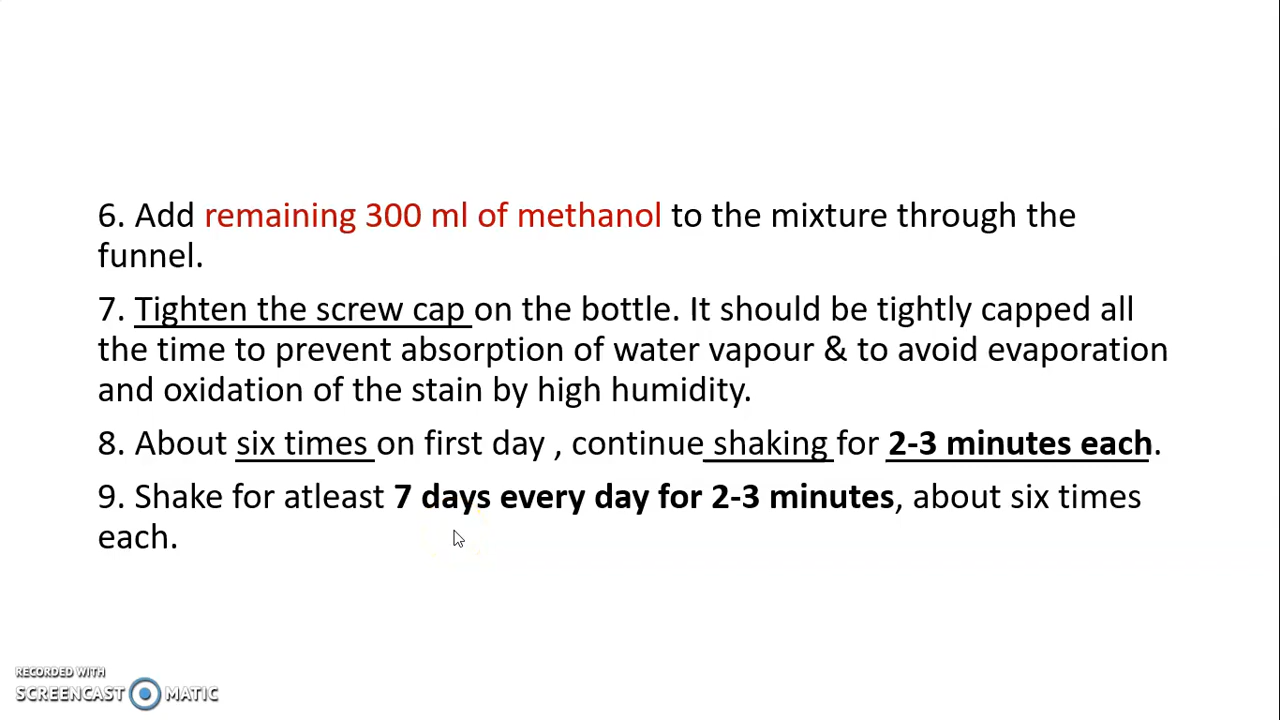 6. Add remaining 300 ml of methanol to the mixture through the
funnel.
7. Tighten the screw cap on the bottle. It should be tightly capped all
the time to prevent absorption of water vapour & to avoid evaporation
and oxidation of the stain by high humidity.
8. About six times on first day , continue shaking for 2-3 minutes each.
9. Shake for atleast 7 days every day for 2-3 minutes, about six times
each.
RECORDED WITH
SCREENCAST MATIC